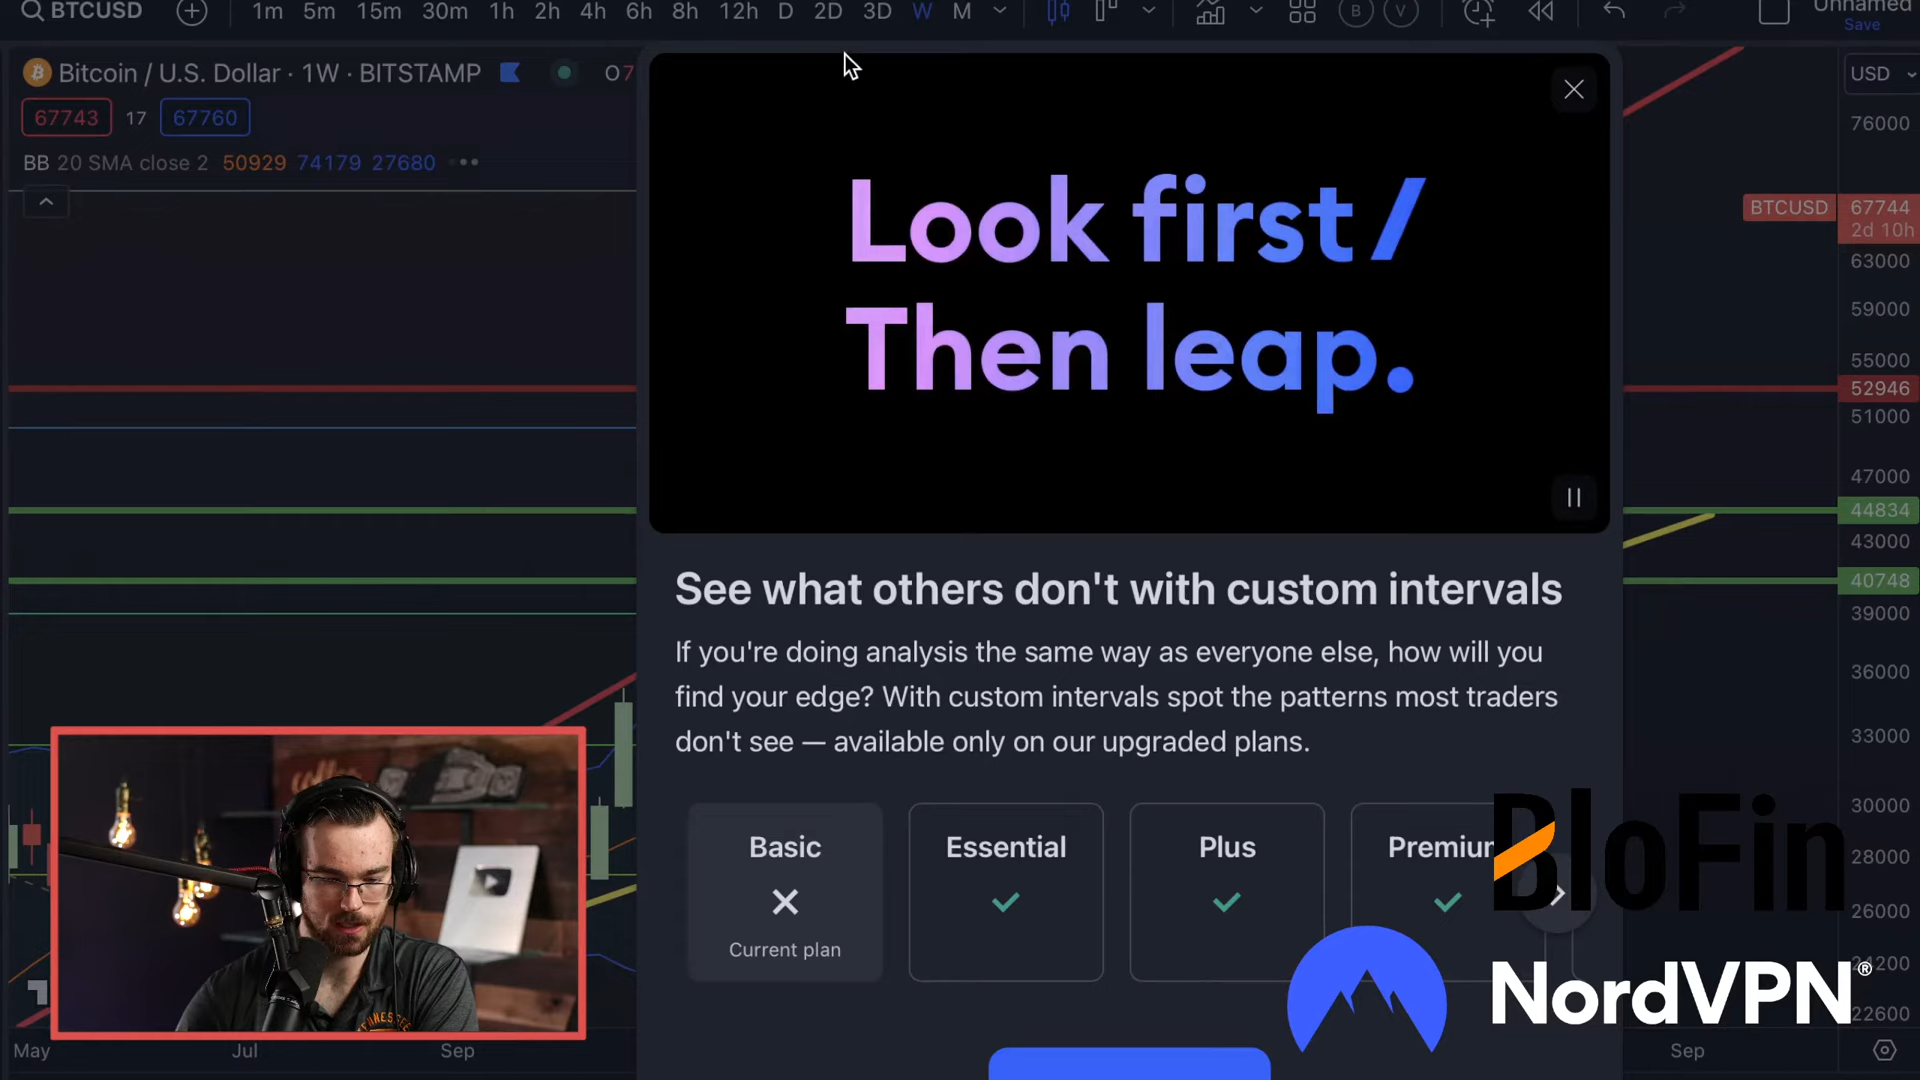 BTCUSD 1m 5m 15m 30m 1h 2h 4h 6h 8h 12h D 2D 3D W M B V Unnamed
Save
Bitcoin / U.S. Dollar · 1W · BITSTAMP O7
67743 17 67760
BB 20 SMA close 2 50929 74179 27680
Look first /
Then leap.
See what others don't with custom intervals
If you're doing analysis the same way as everyone else, how will you
find your edge? With custom intervals spot the patterns most traders
don't see — available only on our upgraded plans.
Basic
Current plan
Essential
Plus
Premium
BloFin
NordVPN®
USD
76000
BTCUSD 67744
2d 10h
63000
59000
55000
52946
51000
47000
44834
43000
40748
39000
36000
33000
30000
28000
26000
24200
22600
May Jul Sep Sep